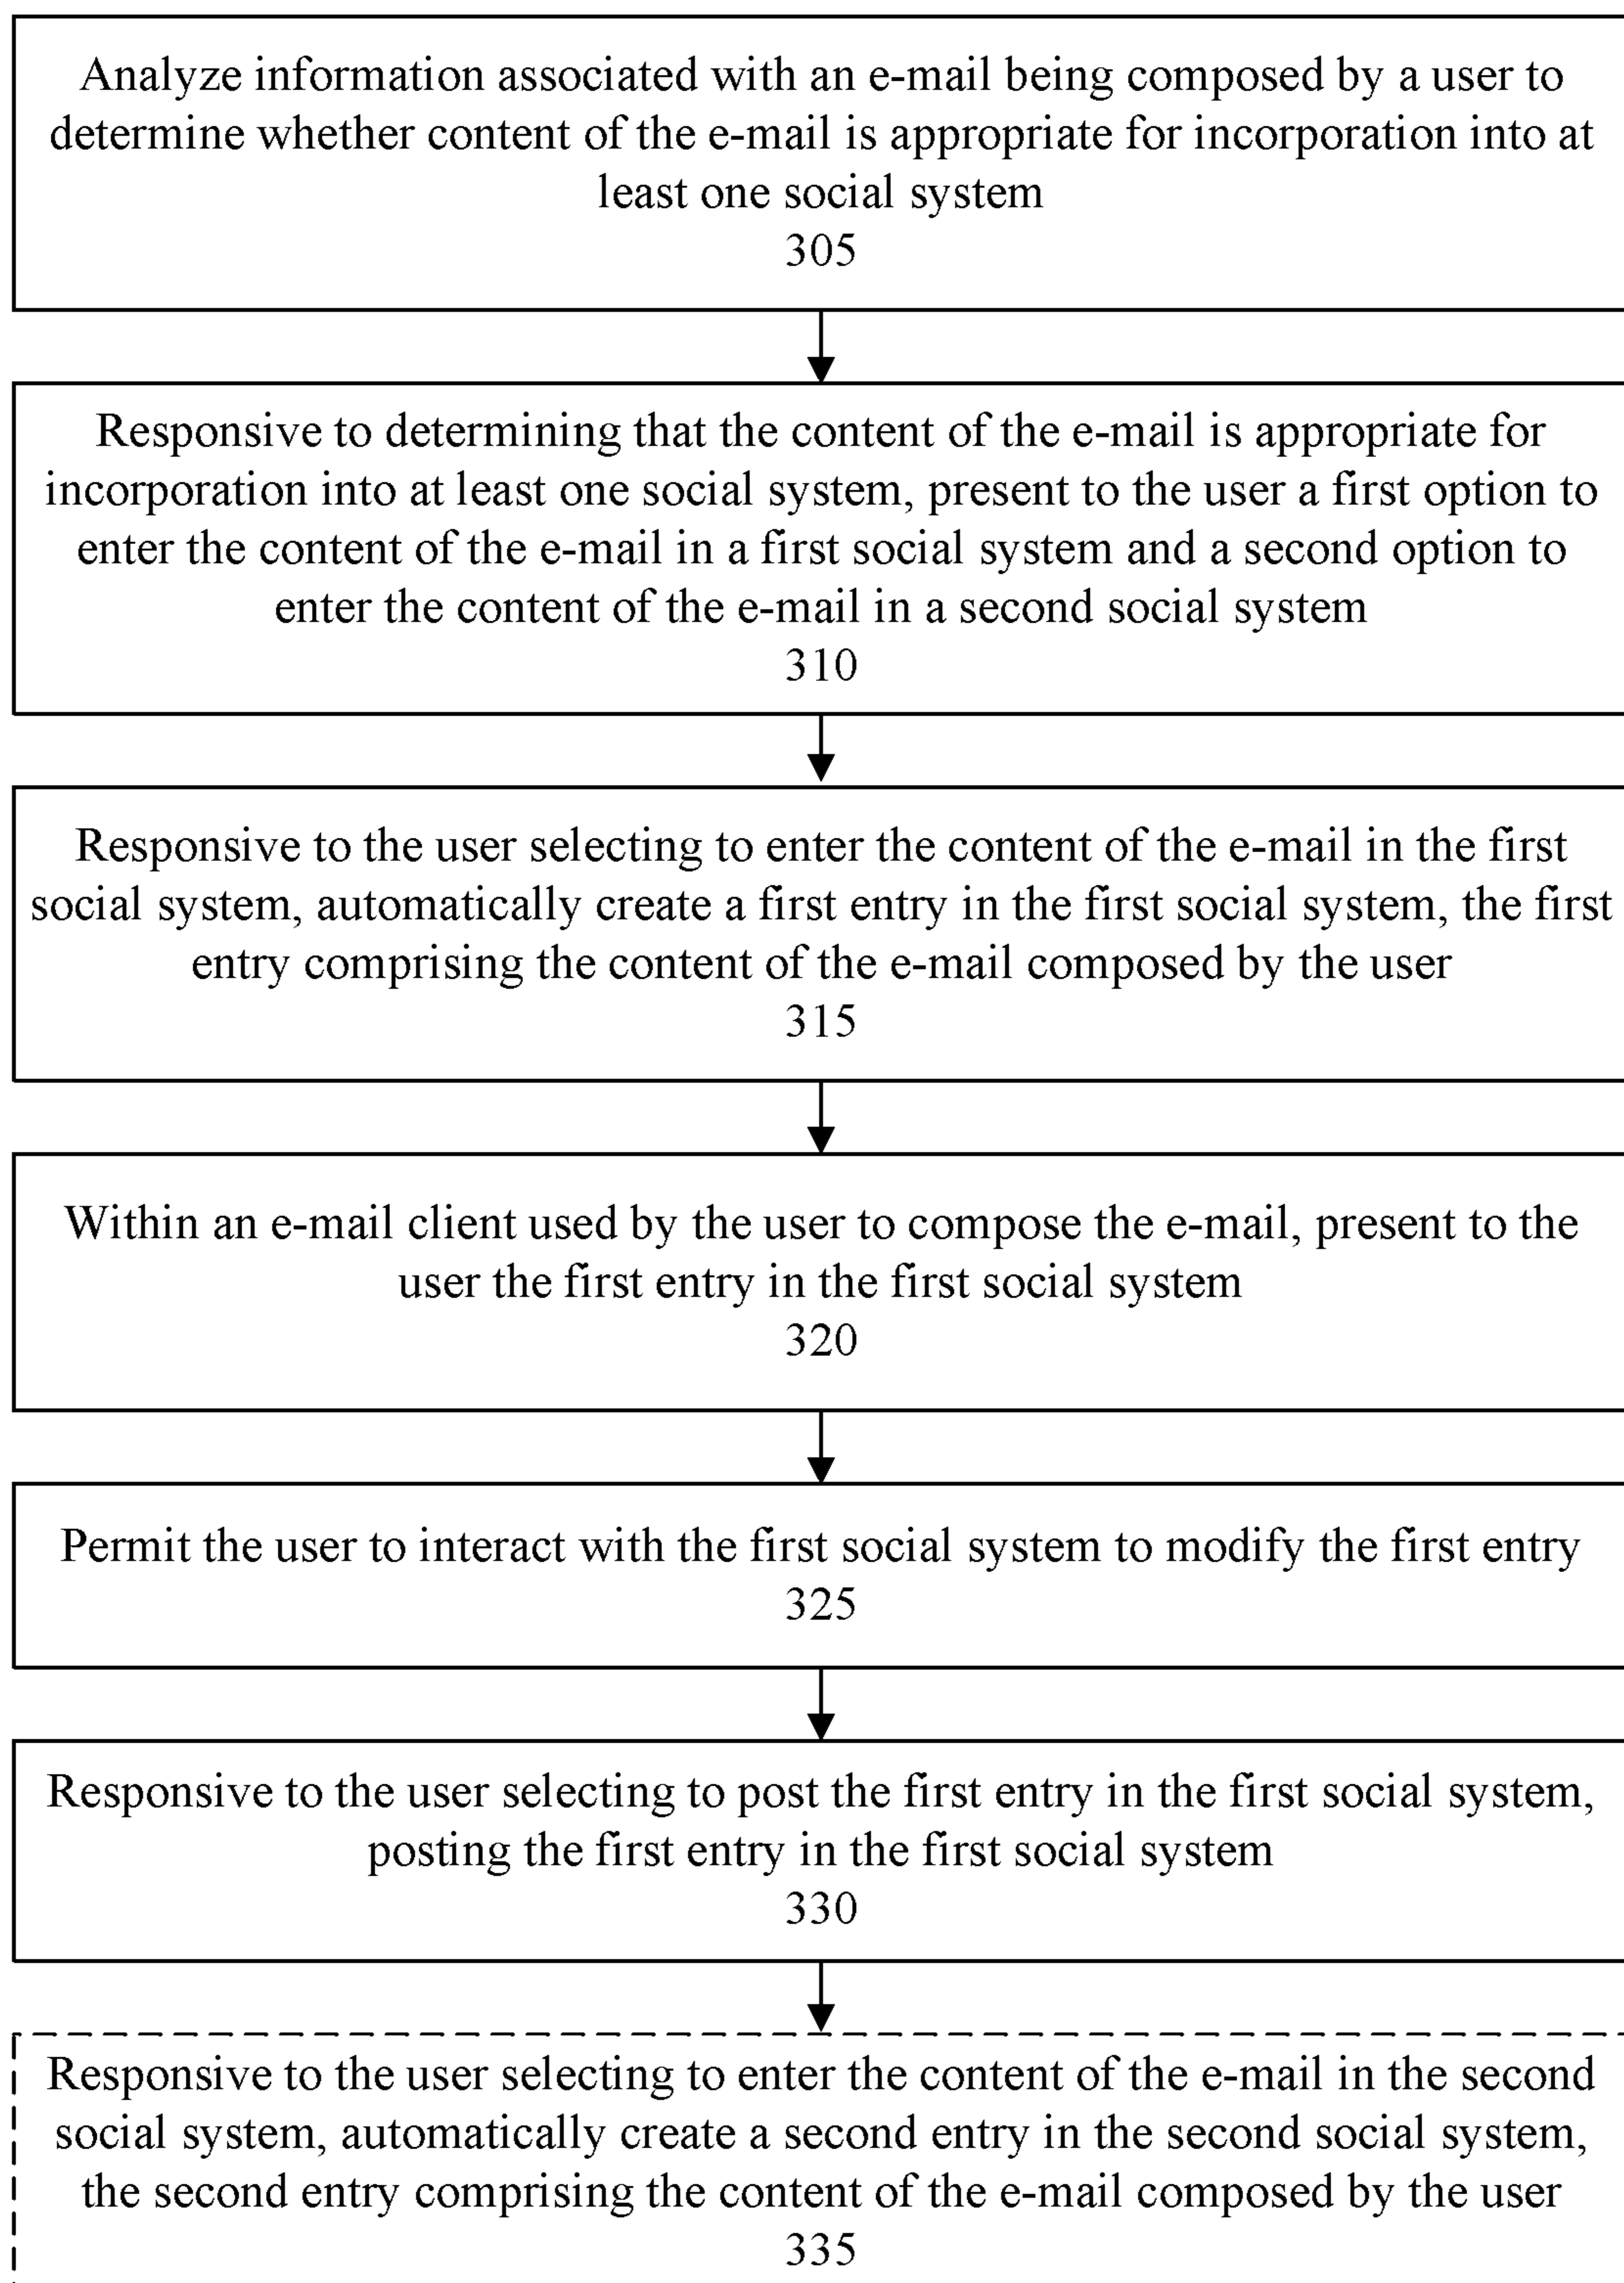 Analyze information associated with an e-mail being composed by a user to
determine whether content of the e-mail is appropriate for incorporation into at
least one social system
305
Responsive to determining that the content of the e-mail is appropriate for
incorporation into at least one social system, present to the user a first option to
enter the content of the e-mail in a first social system and a second option to
enter the content of the e-mail in a second social system
310
Responsive to the user selecting to enter the content of the e-mail in the first
social system, automatically create a first entry in the first social system, the first
entry comprising the content of the e-mail composed by the user
315
Within an e-mail client used by the user to compose the e-mail, present to the
user the first entry in the first social system
320
Permit the user to interact with the first social system to modify the first entry
325
Responsive to the user selecting to post the first entry in the first social system,
posting the first entry in the first social system
330
Responsive to the user selecting to enter the content of the e-mail in the second
social system, automatically create a second entry in the second social system,
the second entry comprising the content of the e-mail composed by the user
335